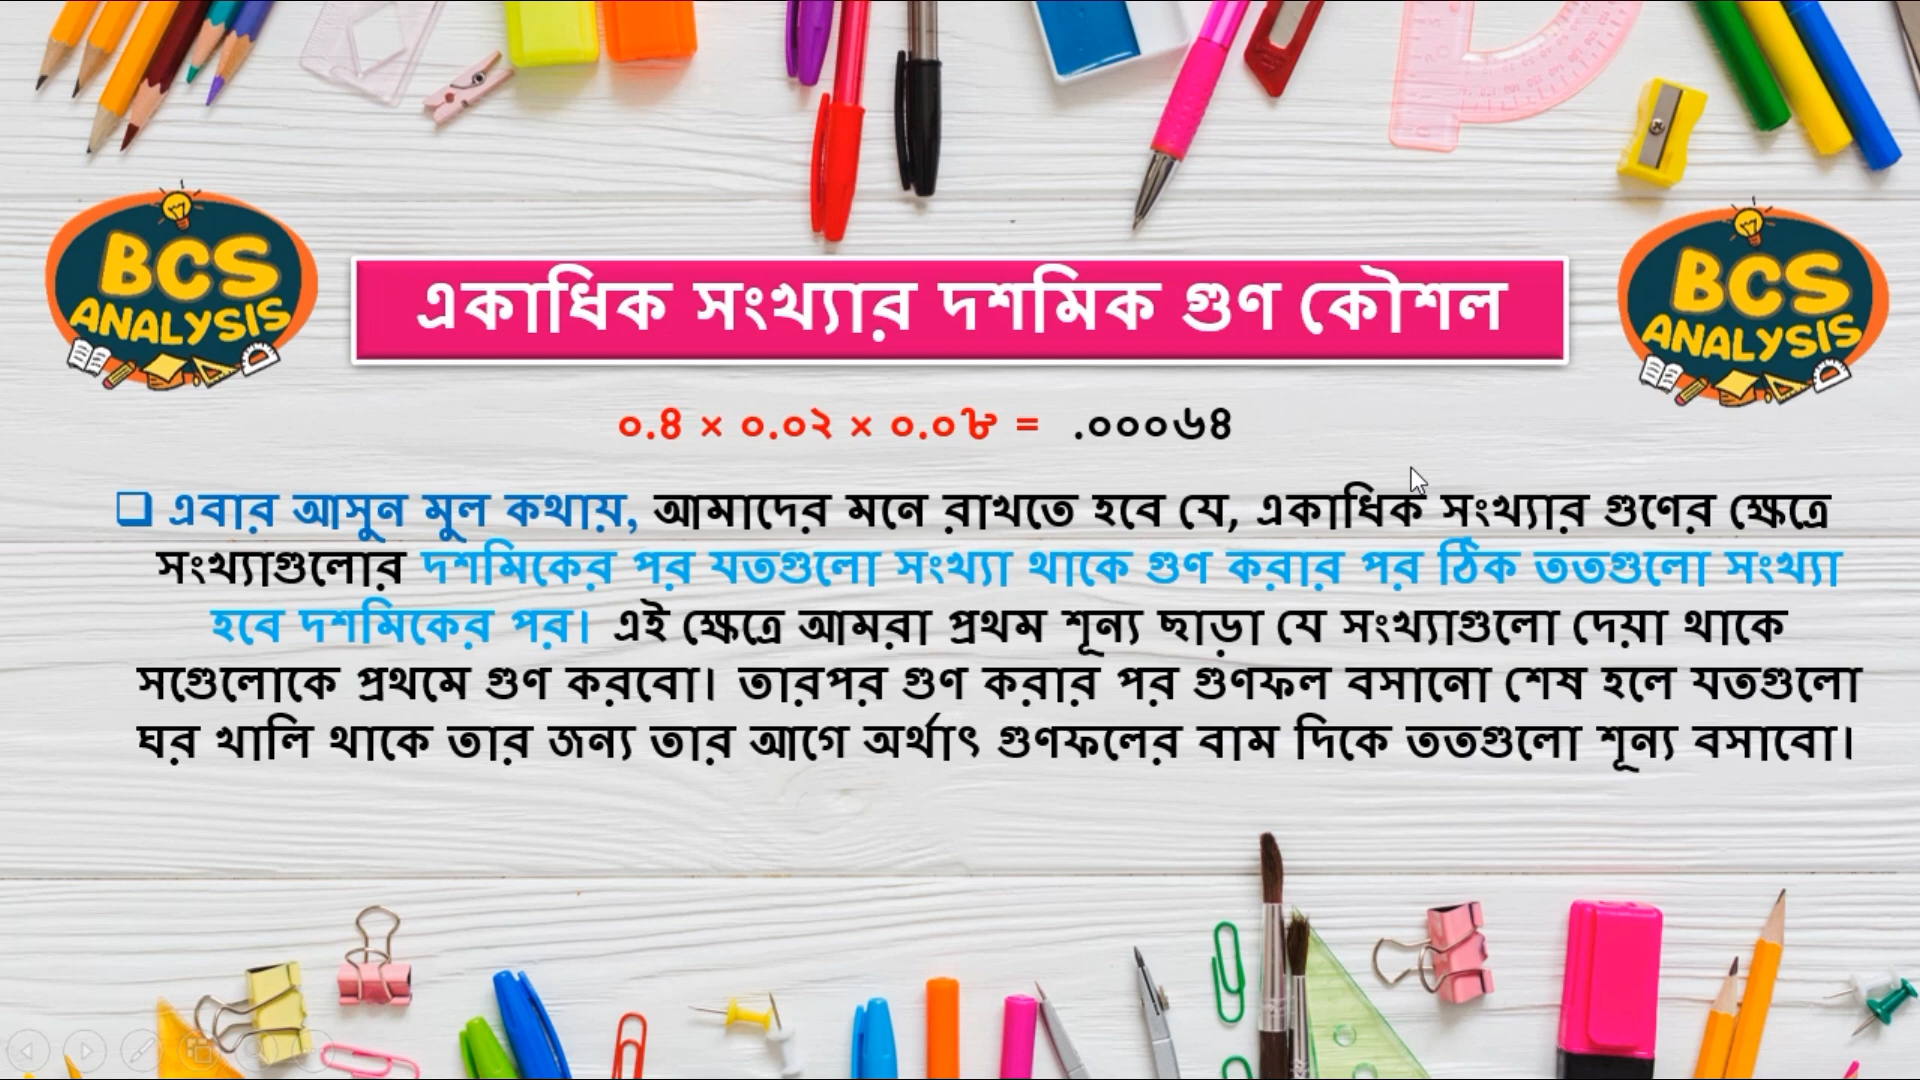 BCS
ANALYSIS
BCS
ANALYSIS
একাধিক সংখ্যার দশমিক গুণ কৌশল
০.৪ × ০.০২ × ০.০৮ = .০০০৬৪
❑ এবার আসুন মুল কথায়, আমাদের মনে রাখতে হবে যে, একাধিক সংখ্যার গুণের ক্ষেত্রে
সংখ্যাগুলোর দশমিকের পর যতগুলো সংখ্যা থাকে গুণ করার পর ঠিক ততগুলো সংখ্যা
হবে দশমিকের পর। এই ক্ষেত্রে আমরা প্রথম শূন্য ছাড়া যে সংখ্যাগুলো দেয়া থাকে
সগেুলোকে প্রথমে গুণ করবো। তারপর গুণ করার পর গুণফল বসানো শেষ হলে যতগুলো
ঘর খালি থাকে তার জন্য তার আগে অর্থাৎ গুণফলের বাম দিকে ততগুলো শূন্য বসাবো।